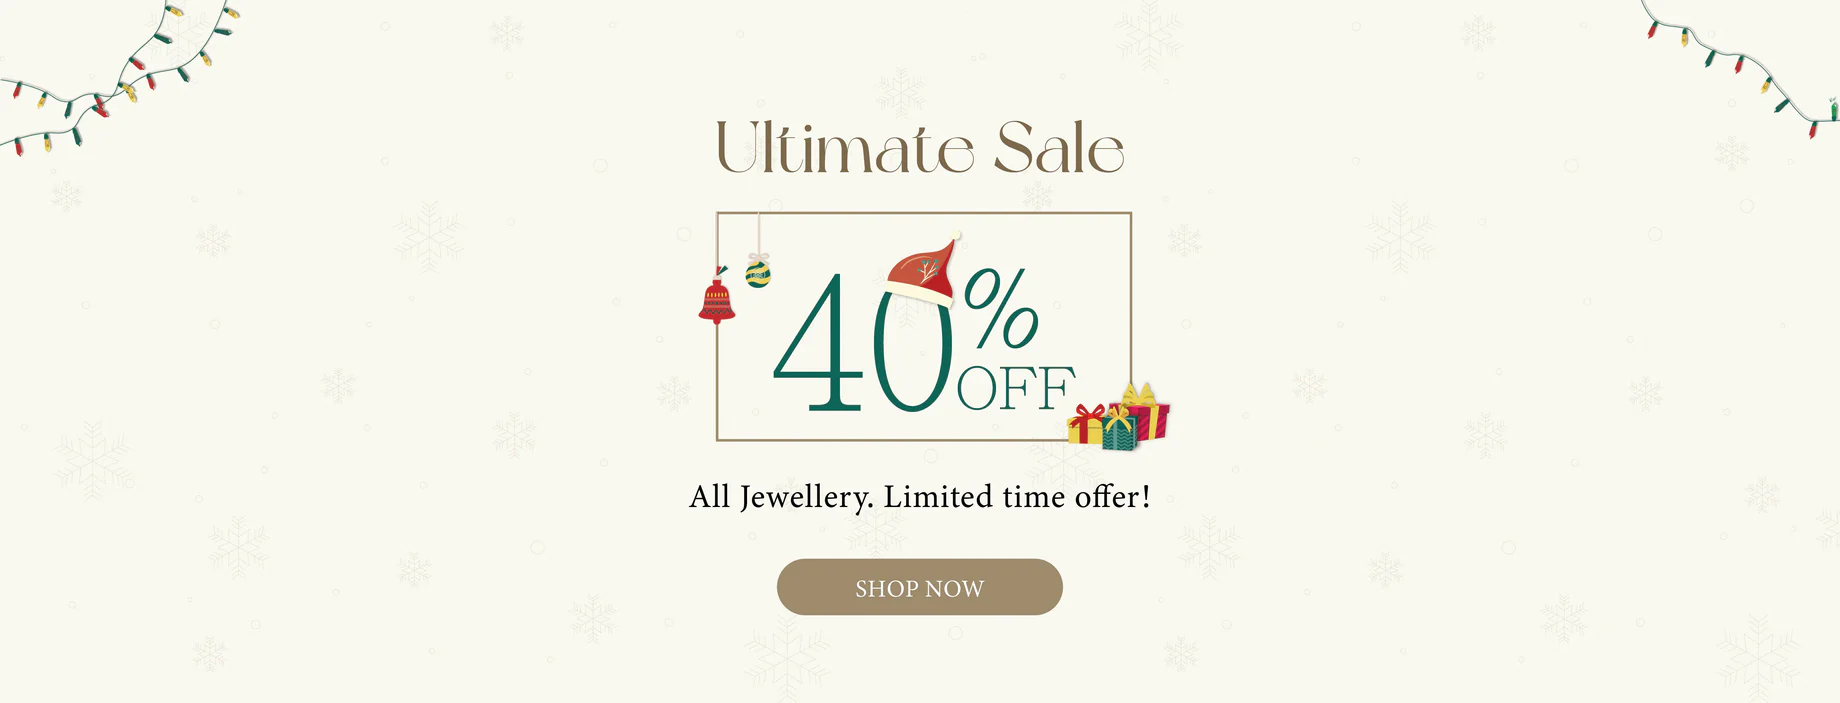 Ultimate Sale
40%
OFF
All Jewellery. Limited time offer!
SHOP NOW